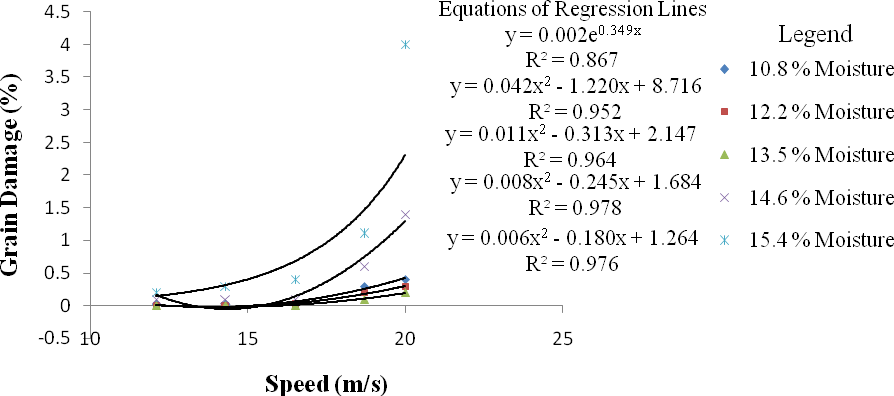 Equations of Regression Lines
y = 0.002e^0.349x
R² = 0.867
y = 0.042x² - 1.220x + 8.716
R² = 0.952
y = 0.011x² - 0.313x + 2.147
R² = 0.964
y = 0.008x² - 0.245x + 1.684
R² = 0.978
y = 0.006x² - 0.180x + 1.264
R² = 0.976
Legend
10.8 % Moisture
12.2 % Moisture
13.5 % Moisture
14.6 % Moisture
15.4 % Moisture
Grain Damage (%)
4.5
4
3.5
3
2.5
2
1.5
1
0.5
0
-0.5
10
15
20
25
Speed (m/s)